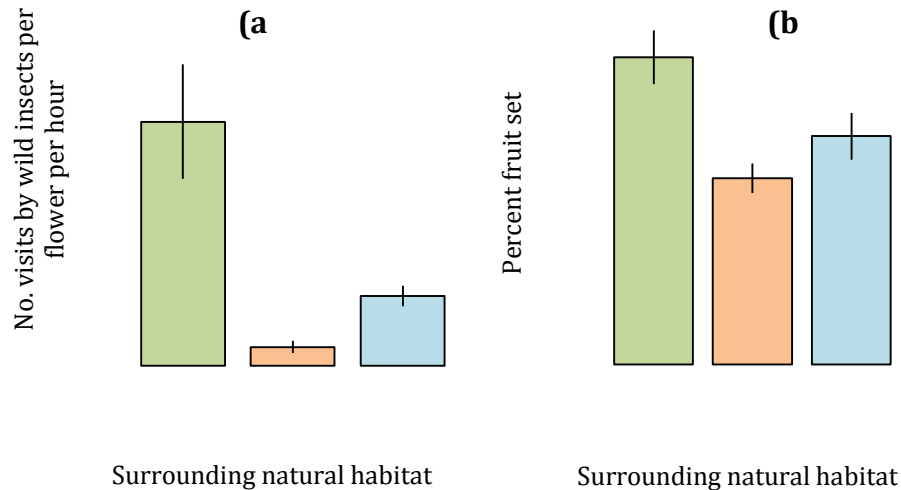 (a
No. visits by wild insects per
flower per hour
Surrounding natural habitat
(b
Percent fruit set
Surrounding natural habitat